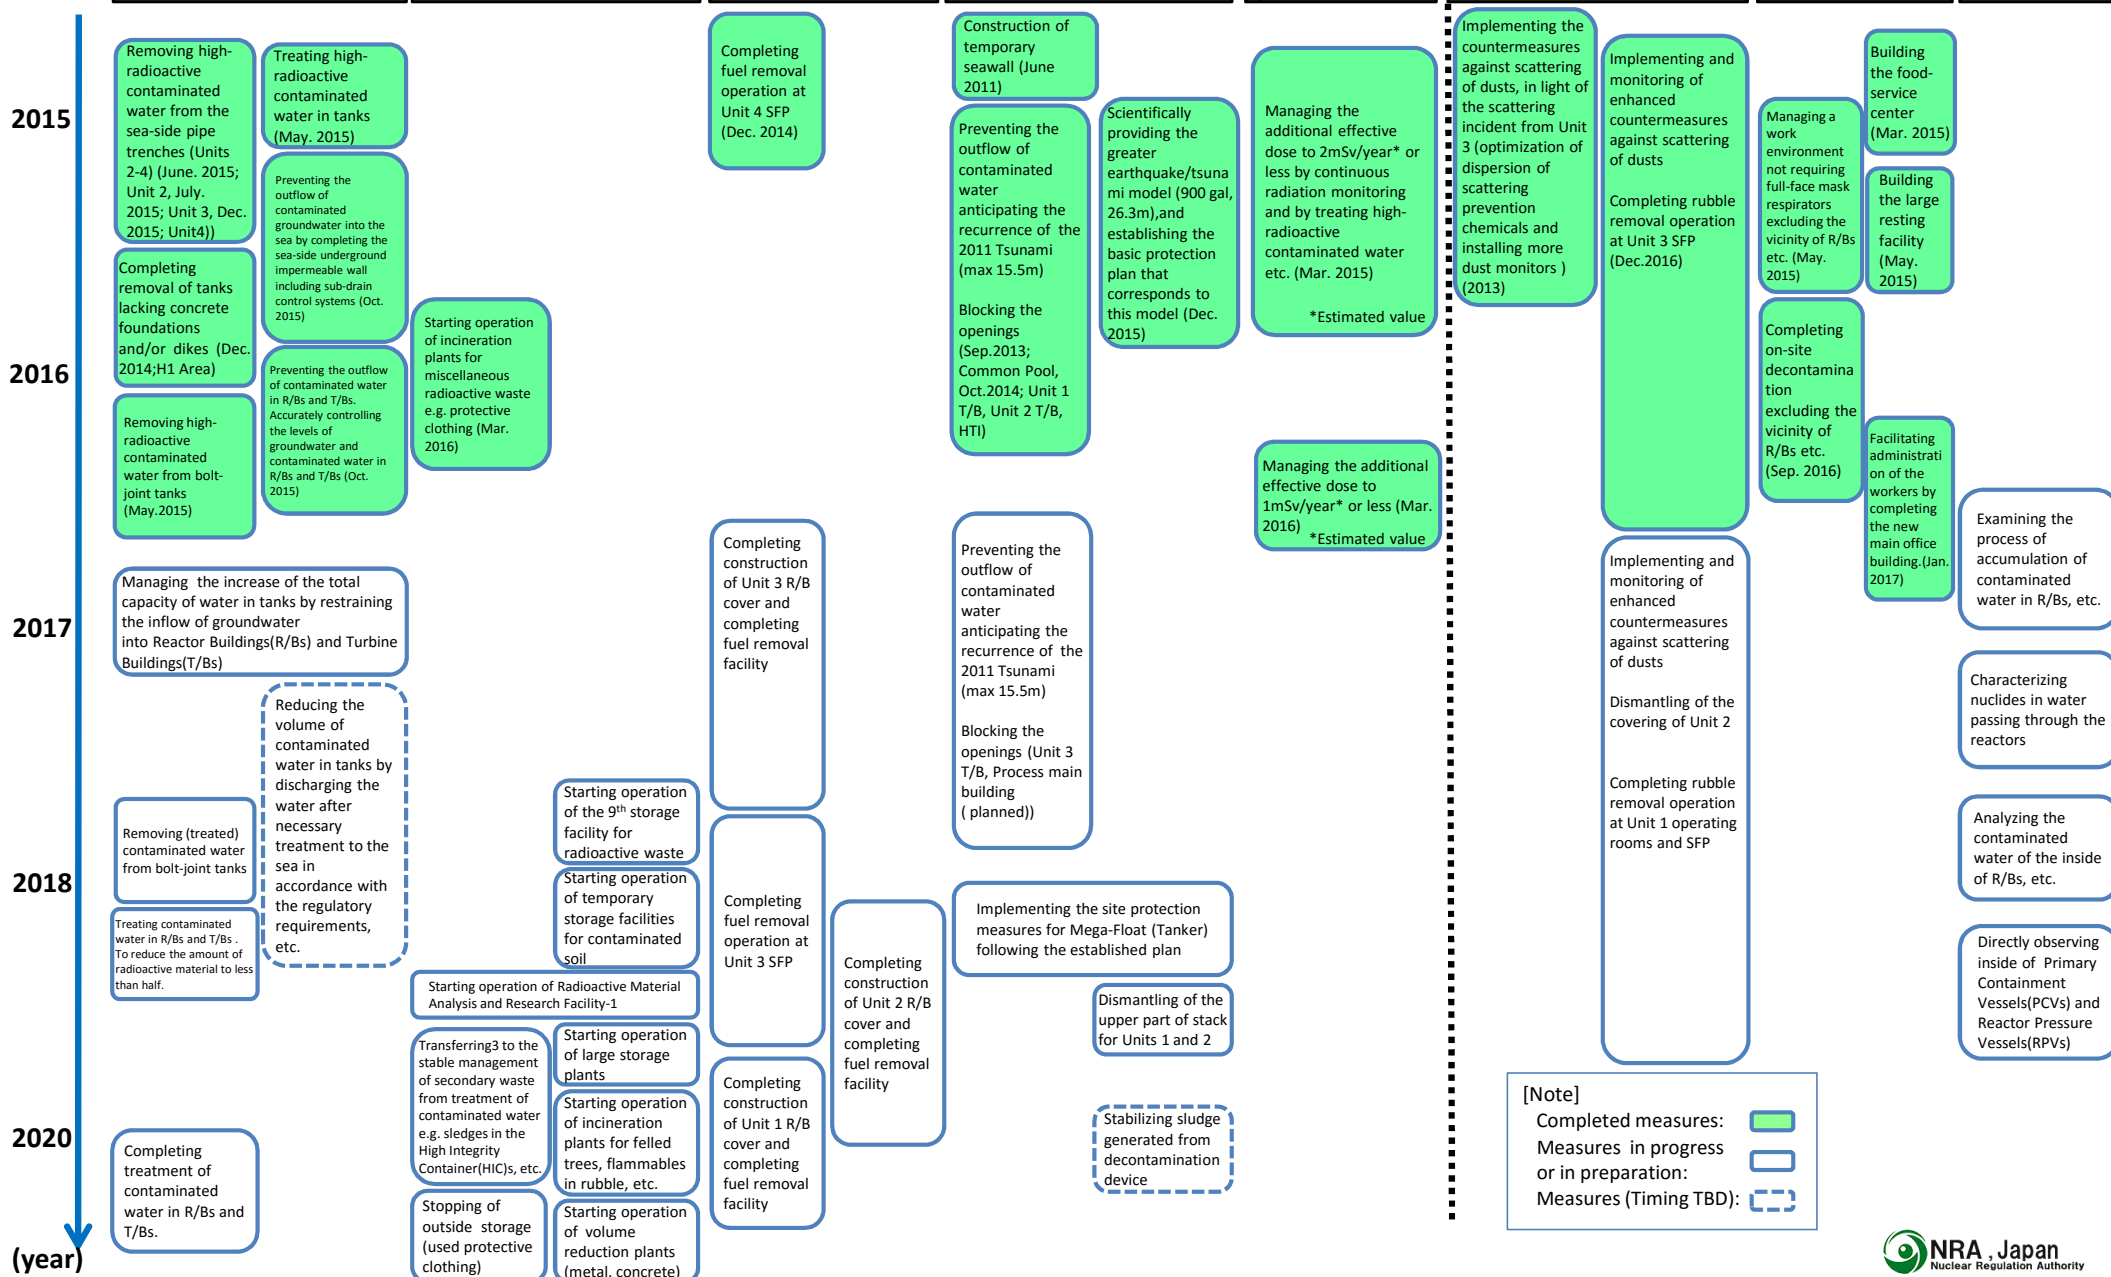 2015
2016
2017
2018
2020
(year)
Removing high-
radioactive
contaminated
water from the
sea-side pipe
trenches (Units
2-4) (June. 2015;
Unit 2, July.
2015; Unit 3, Dec.
2015; Unit4))
Completing
removal of tanks
lacking concrete
foundations
and/or dikes (Dec.
2014;H1 Area)
Removing high-
radioactive
contaminated
water from bolt-
joint tanks
(May.2015)
Treating high-
radioactive
contaminated
water in tanks
(May. 2015)
Preventing the
outflow of
contaminated
groundwater into the
sea by completing the
sea-side underground
impermeable wall
including sub-drain
control systems (Oct.
2015)
Preventing the outflow
of contaminated water
in R/Bs and T/Bs.
Accurately controlling
the levels of
groundwater and
contaminated water in
R/Bs and T/Bs (Oct.
2015)
Managing the increase of the total
capacity of water in tanks by restraining
the inflow of groundwater
into Reactor Buildings(R/Bs) and Turbine
Buildings(T/Bs)
Reducing the
volume of
contaminated
water in tanks by
discharging the
water after
necessary
treatment to the
sea in
accordance with
the regulatory
requirements,
etc.
Removing (treated)
contaminated water
from bolt-joint tanks
Treating contaminated
water in R/Bs and T/Bs .
To reduce the amount of
radioactive material to less
than half.
Completing
treatment of
contaminated
water in R/Bs and
T/Bs.
Starting operation
of incineration
plants for
miscellaneous
radioactive waste
e.g. protective
clothing (Mar.
2016)
Starting operation
of the 9th storage
facility for
radioactive waste
Starting operation
of temporary
storage facilities
for contaminated
soil
Starting operation of Radioactive Material
Analysis and Research Facility-1
Transferring3 to the
stable management
of secondary waste
from treatment of
contaminated water
e.g. sledges in the
High Integrity
Container(HIC)s, etc.
Starting operation
of large storage
plants
Starting operation
of incineration
plants for felled
trees, flammables
in rubble, etc.
Stopping of
outside storage
(used protective
clothing)
Starting operation
of volume
reduction plants
(metal, concrete)
Completing
fuel removal
operation at
Unit 4 SFP
(Dec. 2014)
Completing
construction
of Unit 3 R/B
cover and
completing
fuel removal
facility
Completing
fuel removal
operation at
Unit 3 SFP
Completing
construction
of Unit 1 R/B
cover and
completing
fuel removal
facility
Completing
construction
of Unit 2 R/B
cover and
completing
fuel removal
facility
Construction of
temporary
seawall (June
2011)
Preventing the
outflow of
contaminated
water
anticipating the
recurrence of the
2011 Tsunami
(max 15.5m)
Blocking the
openings
(Sep.2013;
Common Pool,
Oct.2014; Unit 1
T/B, Unit 2 T/B,
HTI)
Scientifically
providing the
greater
earthquake/tsuna
mi model (900 gal,
26.3m),and
establishing the
basic protection
plan that
corresponds to
this model (Dec.
2015)
Preventing the
outflow of
contaminated
water
anticipating the
recurrence of the
2011 Tsunami
(max 15.5m)
Blocking the
openings (Unit 3
T/B, Process main
building
( planned))
Implementing the site protection
measures for Mega-Float (Tanker)
following the established plan
Dismantling of the
upper part of stack
for Units 1 and 2
Stabilizing sludge
generated from
decontamination
device
Managing the
additional effective
dose to 2mSv/year* or
less by continuous
radiation monitoring
and by treating high-
radioactive
contaminated water
etc. (Mar. 2015)
*Estimated value
Managing the additional
effective dose to
1mSv/year* or less (Mar.
2016)
*Estimated value
Implementing the
countermeasures
against scattering
of dusts, in light of
the scattering
incident from Unit
3 (optimization of
dispersion of
scattering
prevention
chemicals and
installing more
dust monitors )
(2013)
Implementing and
monitoring of
enhanced
countermeasures
against scattering
of dusts
Completing rubble
removal operation
at Unit 3 SFP
(Dec.2016)
Implementing and
monitoring of
enhanced
countermeasures
against scattering
of dusts
Dismantling of the
covering of Unit 2
Completing rubble
removal operation
at Unit 1 operating
rooms and SFP
Managing a
work
environment
not requiring
full-face mask
respirators
excluding the
vicinity of R/Bs
etc. (May.
2015)
Completing
on-site
decontamina
tion
excluding the
vicinity of
R/Bs etc.
(Sep. 2016)
Building
the food-
service
center
(Mar. 2015)
Building
the large
resting
facility
(May.
2015)
Facilitating
administrati
on of the
workers by
completing
the new
main office
building.(Jan.
2017)
Examining the
process of
accumulation of
contaminated
water in R/Bs, etc.
Characterizing
nuclides in water
passing through the
reactors
Analyzing the
contaminated
water of the inside
of R/Bs, etc.
Directly observing
inside of Primary
Containment
Vessels(PCVs) and
Reactor Pressure
Vessels(RPVs)
[Note]
Completed measures:
Measures in progress
or in preparation:
Measures (Timing TBD):
NRA , Japan
Nuclear Regulation Authority